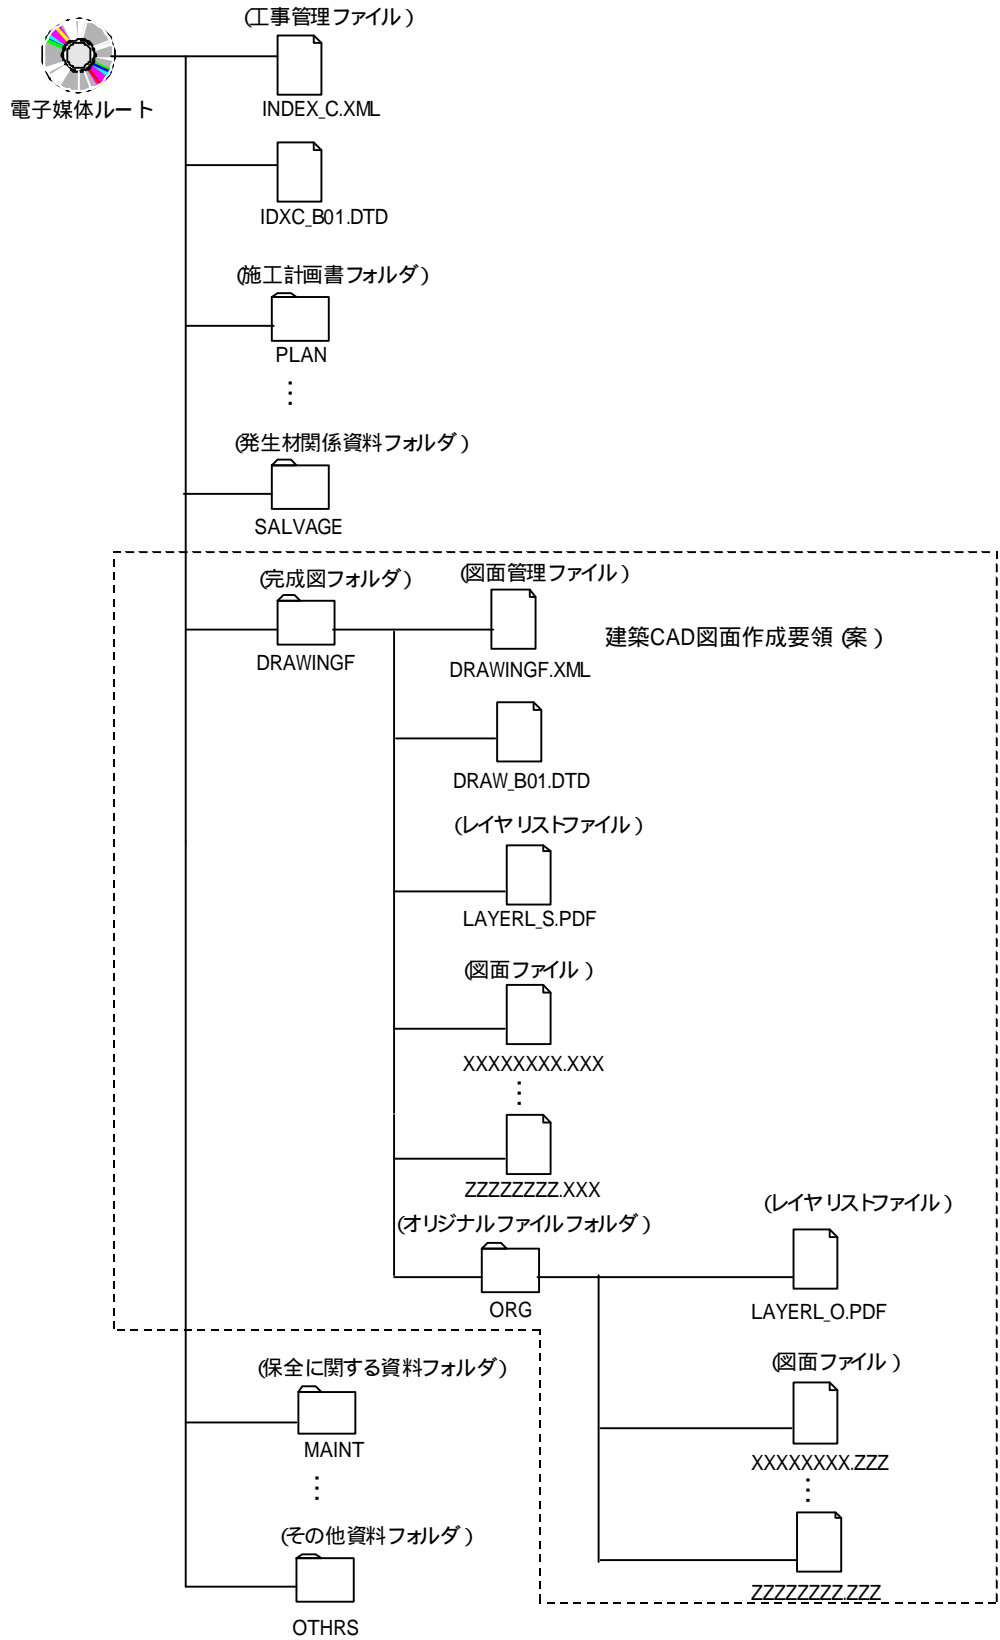 (工事管理ファイル)
電子媒体ルート
INDEX_C.XML
IDXC_B01.DTD
(施工計画書フォルダ)
PLAN
⋮
(発生材関係資料フォルダ)
SALVAGE
(完成図フォルダ)
(図面管理ファイル)
建築CAD図面作成要領(案)
DRAWINGF
DRAWINGF.XML
DRAW_B01.DTD
(レイヤリストファイル)
LAYERL_S.PDF
(図面ファイル)
XXXXXXXX.XXX
⋮
ZZZZZZZZ.XXX
(オリジナルファイルフォルダ)
ORG
(レイヤリストファイル)
LAYERL_O.PDF
(図面ファイル)
XXXXXXXX.ZZZ
⋮
ZZZZZZZZ.ZZZ
(保全に関する資料フォルダ)
MAINT
⋮
(その他資料フォルダ)
OTHRS